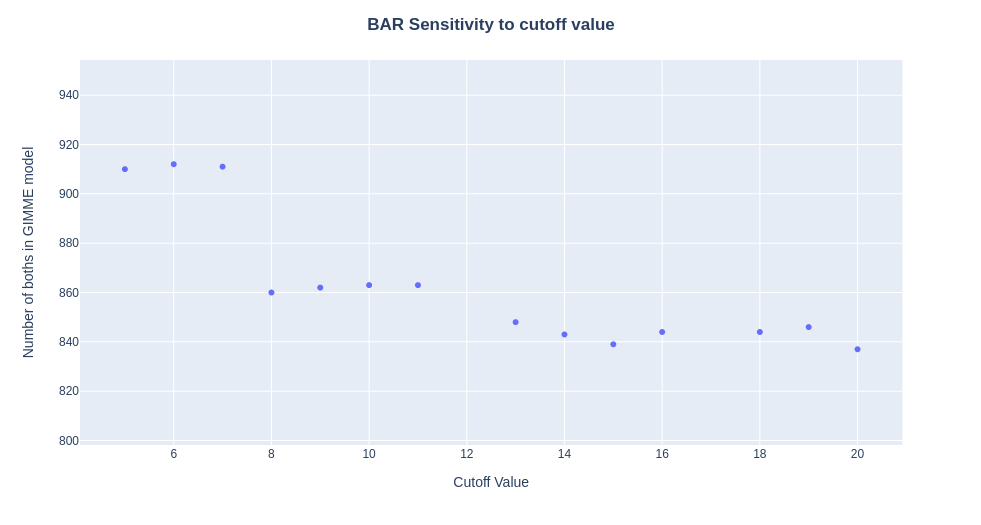 BAR Sensitivity to cutoff value
Number of boths in GIMME model
940
920
900
880
860
840
820
800
6 8 10 12 14 16 18 20
Cutoff Value